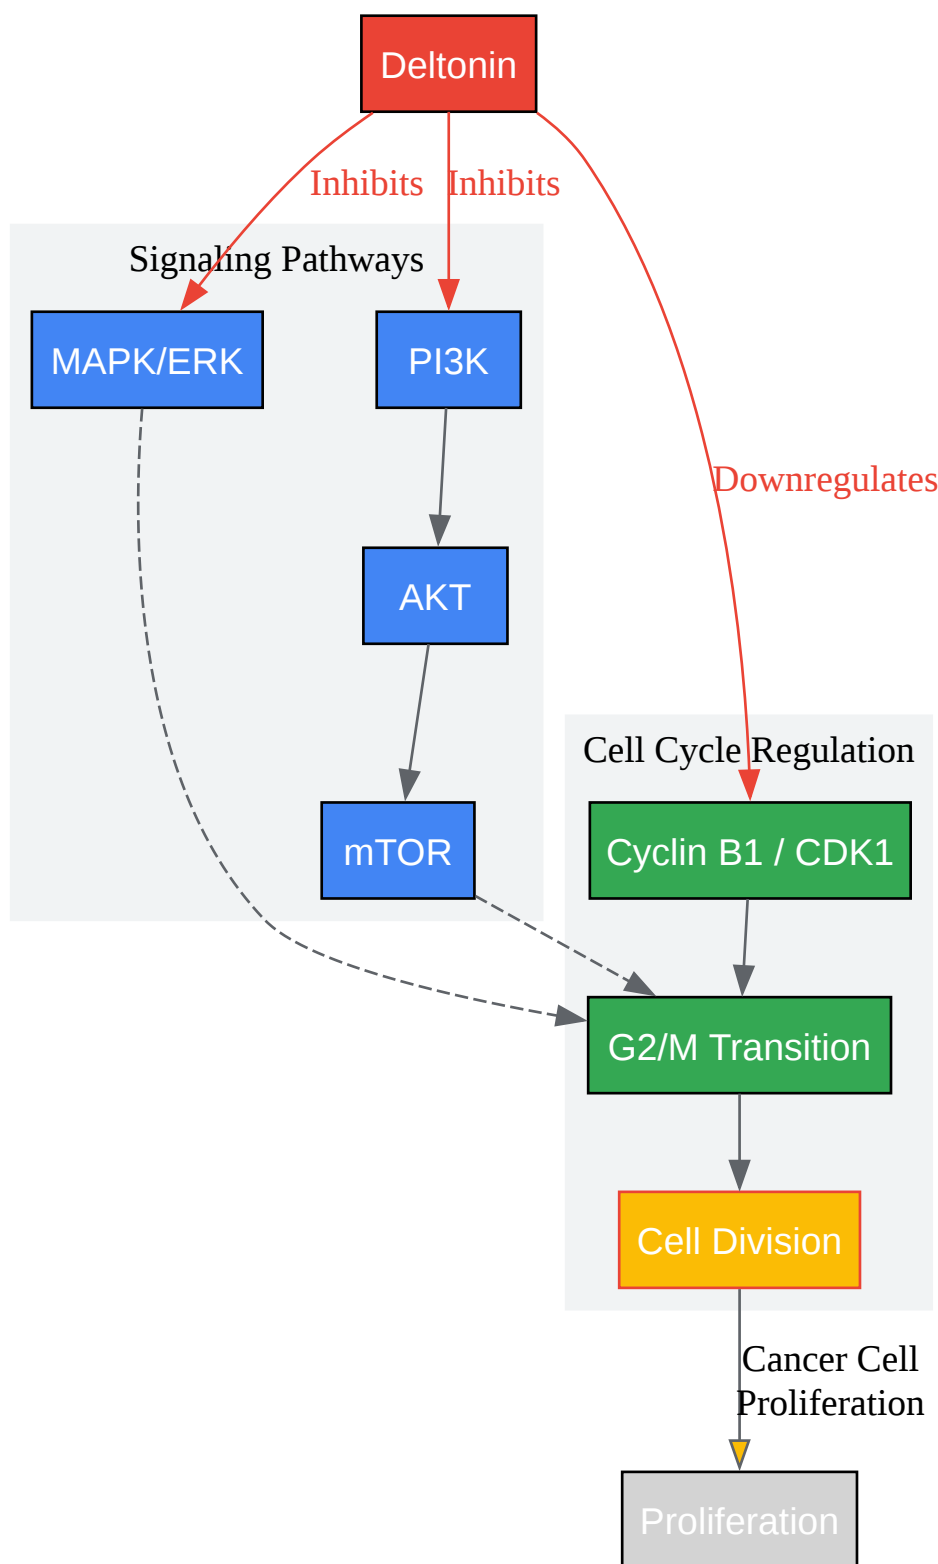 Deltonin
Inhibits
Inhibits
Signaling Pathways
MAPK/ERK
PI3K
Downregulates
AKT
Cell Cycle Regulation
mTOR
Cyclin B1 / CDK1
G2/M Transition
Cell Division
Cancer Cell
Proliferation
Proliferation